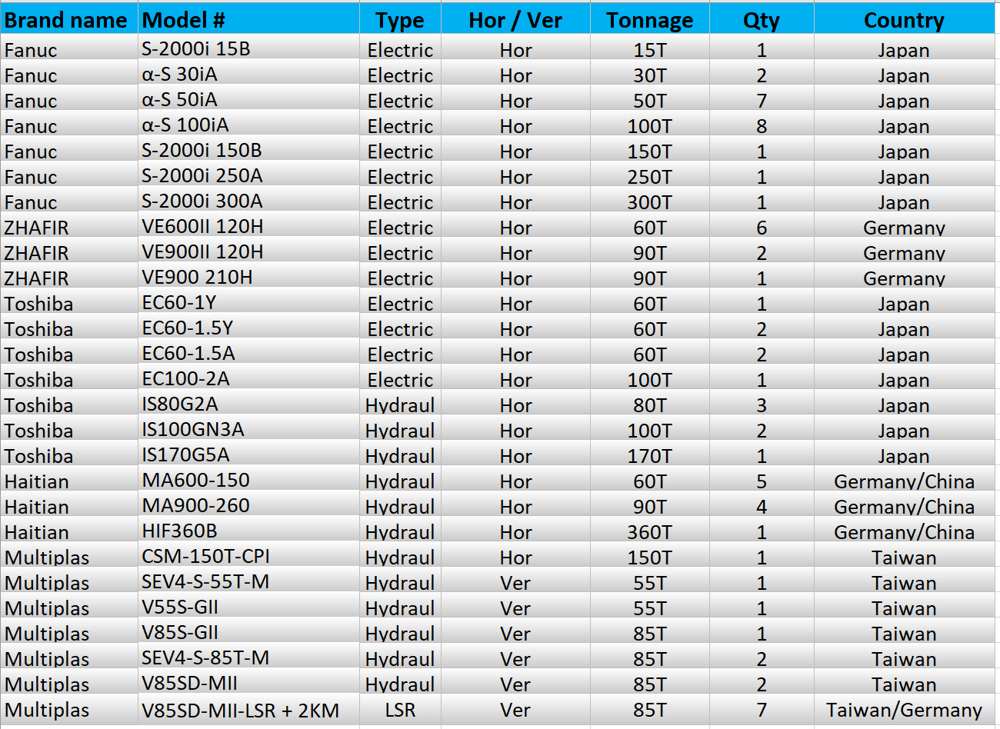 Brand name Model # Type Hor / Ver Tonnage Qty Country
Fanuc S-2000i 15B Electric Hor 15T 1 Japan
Fanuc α-S 30iA Electric Hor 30T 2 Japan
Fanuc α-S 50iA Electric Hor 50T 7 Japan
Fanuc α-S 100iA Electric Hor 100T 8 Japan
Fanuc S-2000i 150B Electric Hor 150T 1 Japan
Fanuc S-2000i 250A Electric Hor 250T 1 Japan
Fanuc S-2000i 300A Electric Hor 300T 1 Japan
ZHAFIR VE600II 120H Electric Hor 60T 6 Germany
ZHAFIR VE900II 120H Electric Hor 90T 2 Germany
ZHAFIR VE900 210H Electric Hor 90T 1 Germany
Toshiba EC60-1Y Electric Hor 60T 1 Japan
Toshiba EC60-1.5Y Electric Hor 60T 2 Japan
Toshiba EC60-1.5A Electric Hor 60T 2 Japan
Toshiba EC100-2A Electric Hor 100T 1 Japan
Toshiba IS80G2A Hydraul Hor 80T 3 Japan
Toshiba IS100GN3A Hydraul Hor 100T 2 Japan
Toshiba IS170G5A Hydraul Hor 170T 1 Japan
Haitian MA600-150 Hydraul Hor 60T 5 Germany/China
Haitian MA900-260 Hydraul Hor 90T 4 Germany/China
Haitian HIF360B Hydraul Hor 360T 1 Germany/China
Multiplas CSM-150T-CPI Hydraul Hor 150T 1 Taiwan
Multiplas SEV4-S-55T-M Hydraul Ver 55T 1 Taiwan
Multiplas V55S-GII Hydraul Ver 55T 1 Taiwan
Multiplas V85S-GII Hydraul Ver 85T 1 Taiwan
Multiplas SEV4-S-85T-M Hydraul Ver 85T 2 Taiwan
Multiplas V85SD-MII Hydraul Ver 85T 2 Taiwan
Multiplas V85SD-MII-LSR + 2KM LSR Ver 85T 7 Taiwan/Germany